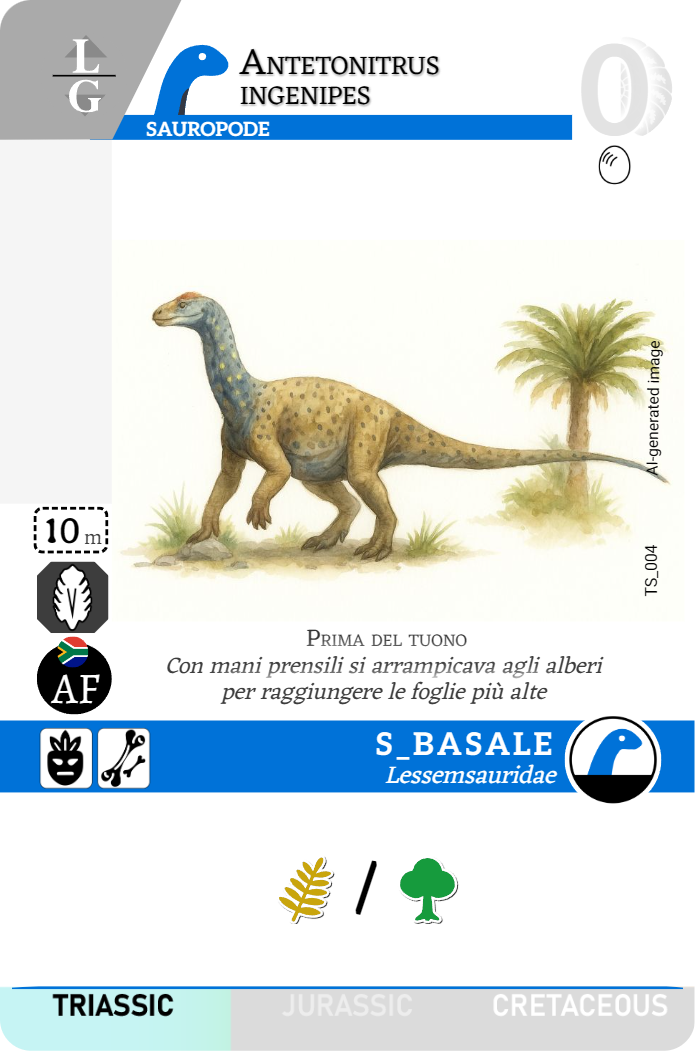 L
G
ANTETONITRUS
INGENIPES
0
SAUROPODE
AI-generated image
10 m
TS_004
V
AF
PRIMA DEL TUONO
Con mani prensili si arrampicava agli alberi
per raggiungere le foglie più alte
S_BASALE
Lessemsauridae
/
TRIASSIC JURASSIC CRETACEOUS